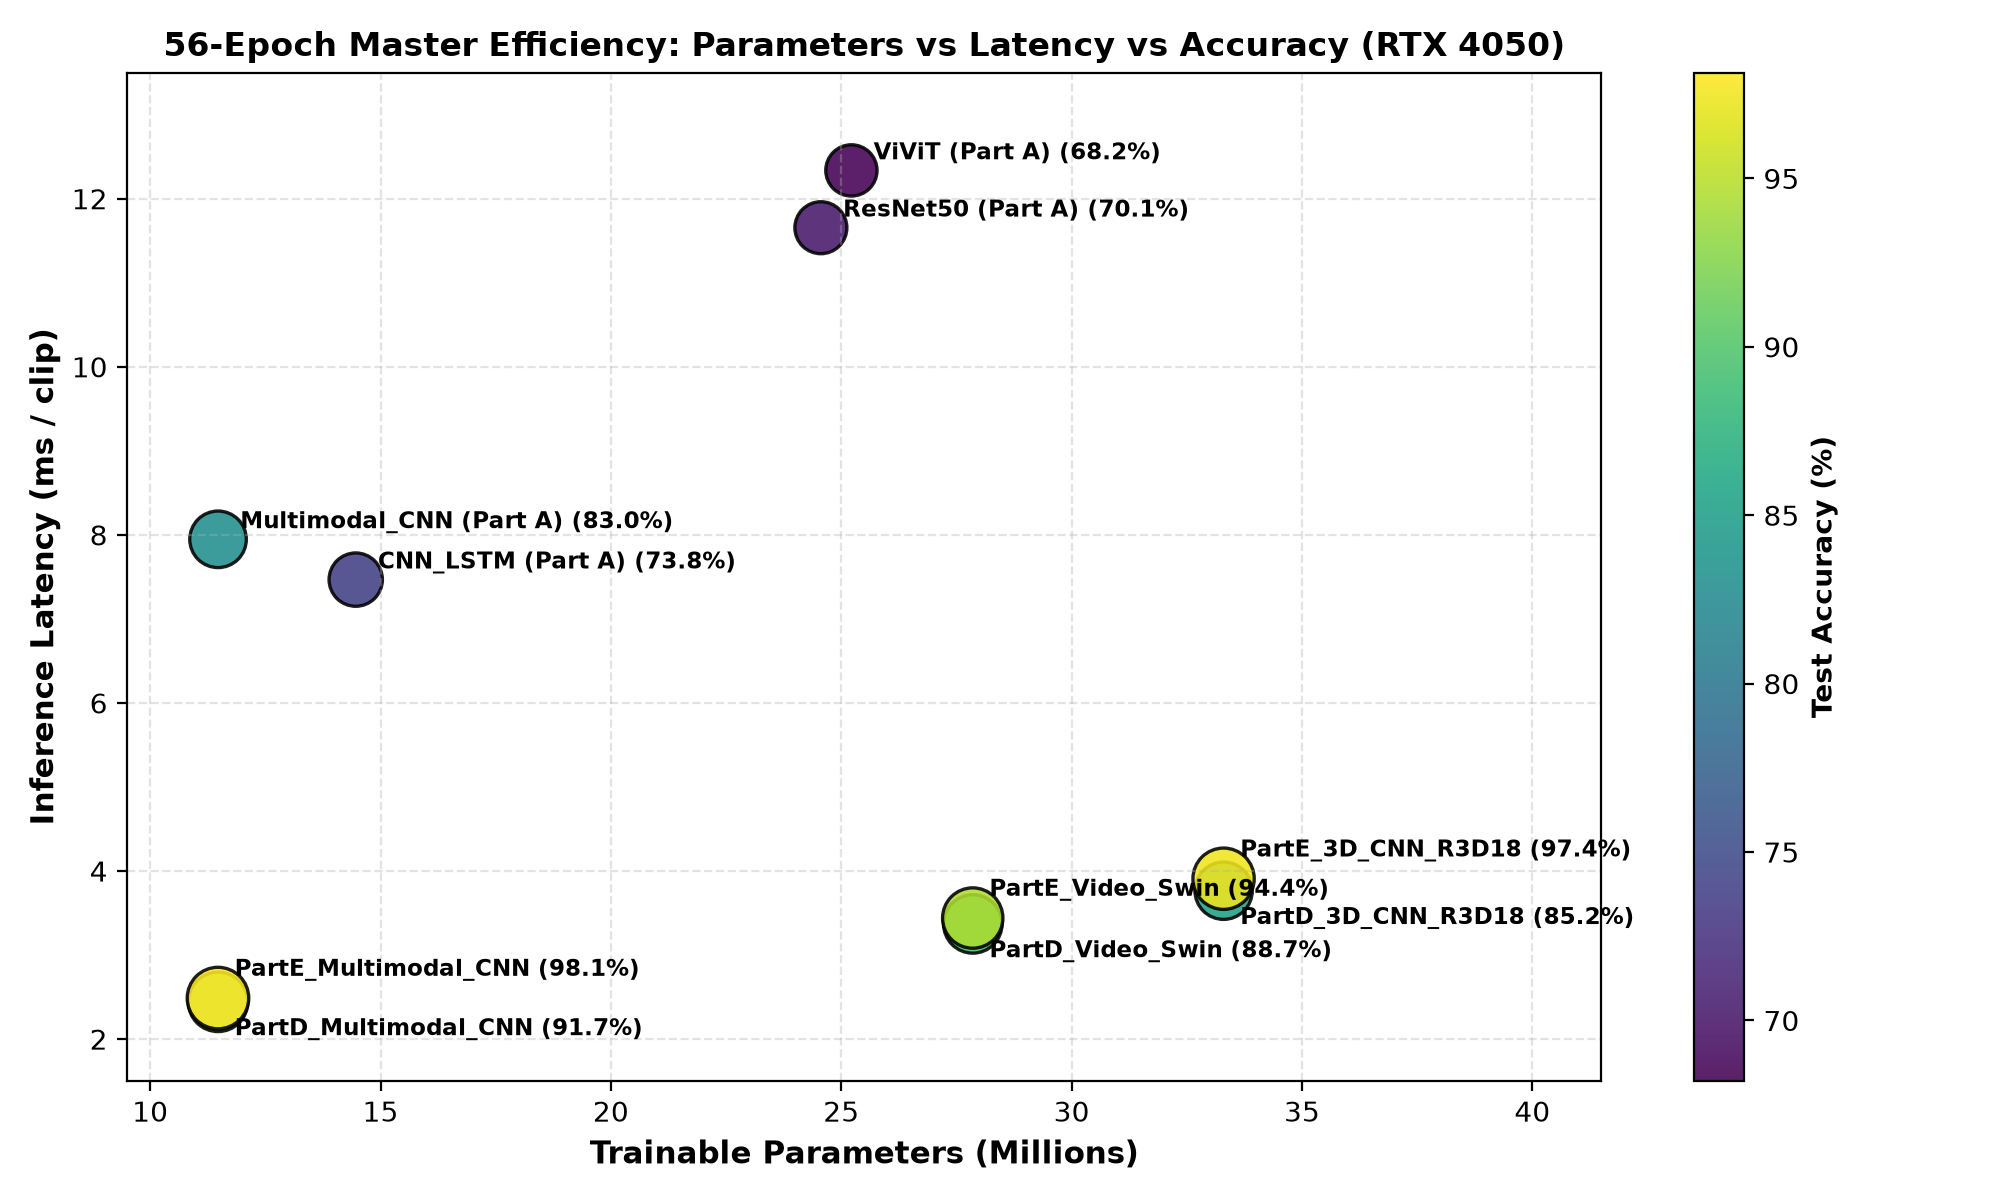 56-Epoch Master Efficiency: Parameters vs Latency vs Accuracy (RTX 4050)
ViViT (Part A) (68.2%)
ResNet50 (Part A) (70.1%)
Multimodal_CNN (Part A) (83.0%)
CNN_LSTM (Part A) (73.8%)
PartE_3D_CNN_R3D18 (97.4%)
PartE_Video_Swin (94.4%)
PartD_3D_CNN_R3D18 (85.2%)
PartD_Video_Swin (88.7%)
PartE_Multimodal_CNN (98.1%)
PartD_Multimodal_CNN (91.7%)
Inference Latency (ms / clip)
12
10
8
6
4
2
10 15 20 25 30 35 40
Trainable Parameters (Millions)
95
90
85
80
75
70
Test Accuracy (%)